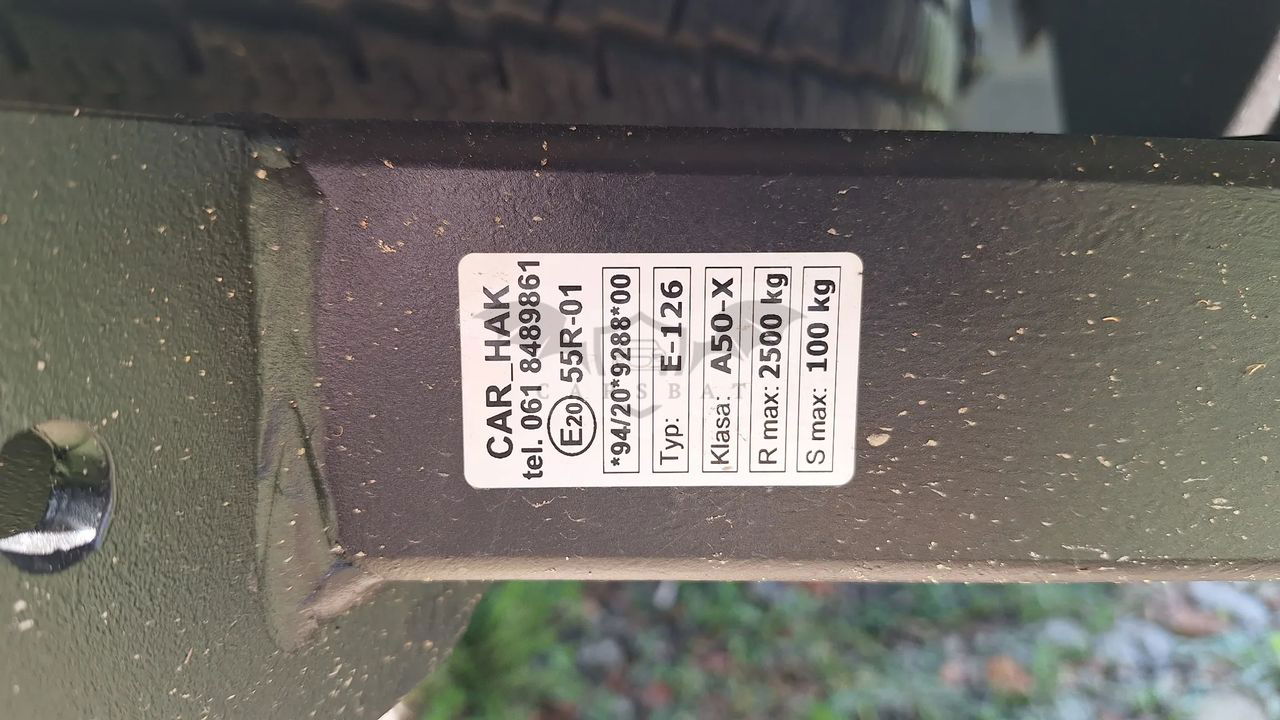 CAR_HAK
tel. 061 8489861
E20 55R-01
*94/20*9288*00
Typ: E-126
Klasa: A50-X
R max: 2500 kg
S max: 100 kg
CARSBAT